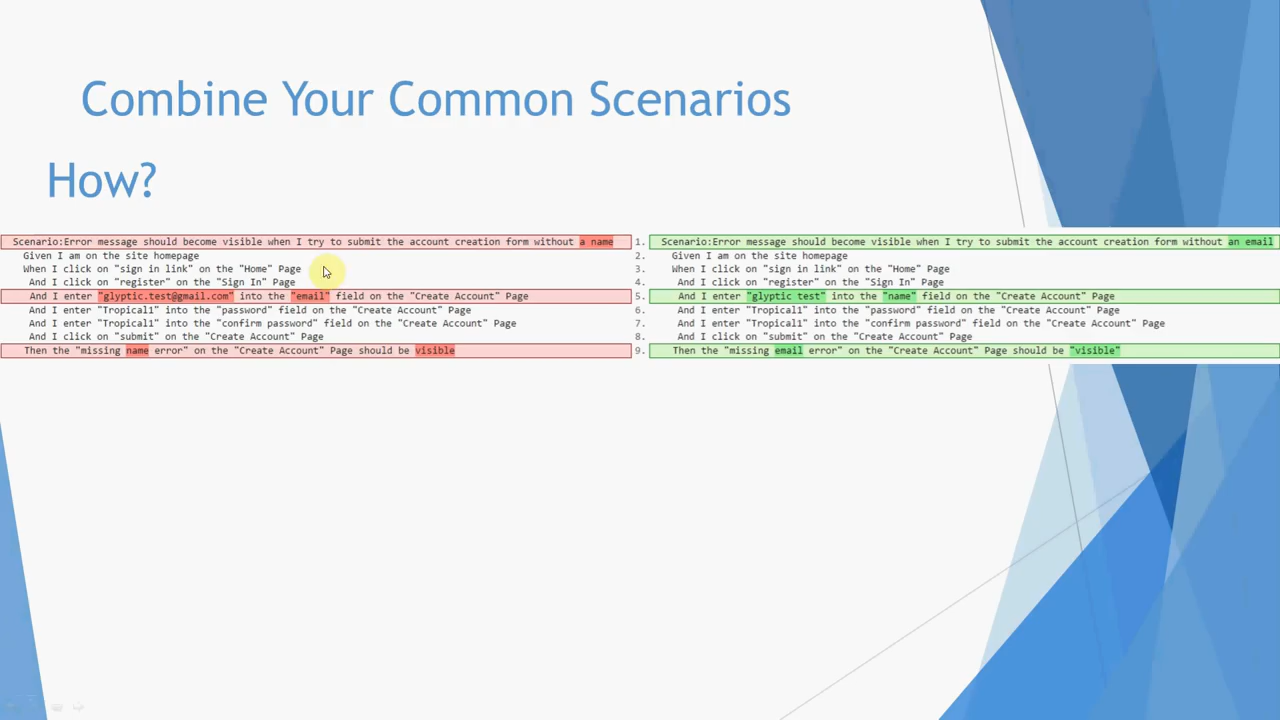 Combine Your Common Scenarios
How?
Scenario:Error message should become visible when I try to submit the account creation form without a name
Given I am on the site homepage
When I click on "sign in link" on the "Home" Page
And I click on "register" on the "Sign In" Page
And I enter "glyptic.test@gmail.com" into the "email" field on the "Create Account" Page
And I enter "Tropical1" into the "password" field on the "Create Account" Page
And I enter "Tropical1" into the "confirm password" field on the "Create Account" Page
And I click on "submit" on the "Create Account" Page
Then the "missing name error" on the "Create Account" Page should be visible
1. Scenario:Error message should become visible when I try to submit the account creation form without an email
2. Given I am on the site homepage
3. When I click on "sign in link" on the "Home" Page
4. And I click on "register" on the "Sign In" Page
5. And I enter "glyptic test" into the "name" field on the "Create Account" Page
6. And I enter "Tropical1" into the "password" field on the "Create Account" Page
7. And I enter "Tropical1" into the "confirm password" field on the "Create Account" Page
8. And I click on "submit" on the "Create Account" Page
9. Then the "missing email error" on the "Create Account" Page should be "visible"